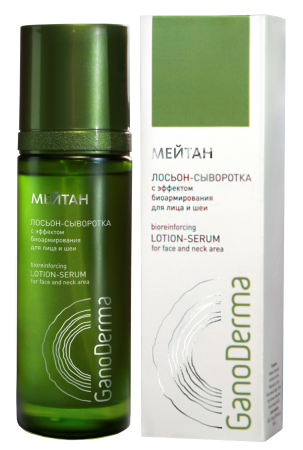 МЕЙТАН
ЛОСЬОН-СЫВОРОТКА
с эффектом
биоармирования
для лица и шеи
bioreinforcing
LOTION-SERUM
for face and neck area
GanoDerma
МЕЙТАН
ЛОСЬОН-СЫВОРОТКА
с эффектом
биоармирования
для лица и шеи
bioreinforcing
LOTION-SERUM
for face and neck area
GanoDerma